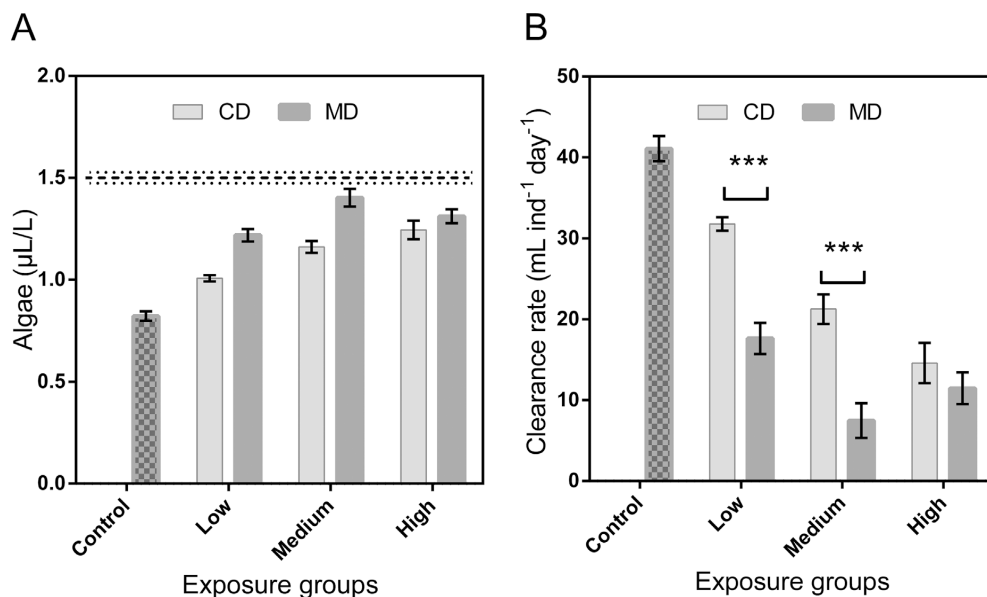 A
B
2.0
1.5
1.0
0.5
0.0
Algae (µL/L)
CD MD
Control
Low
Medium
High
Exposure groups
50
40
30
20
10
0
Clearance rate (mL ind⁻¹ day⁻¹)
CD MD
***
***
Control
Low
Medium
High
Exposure groups